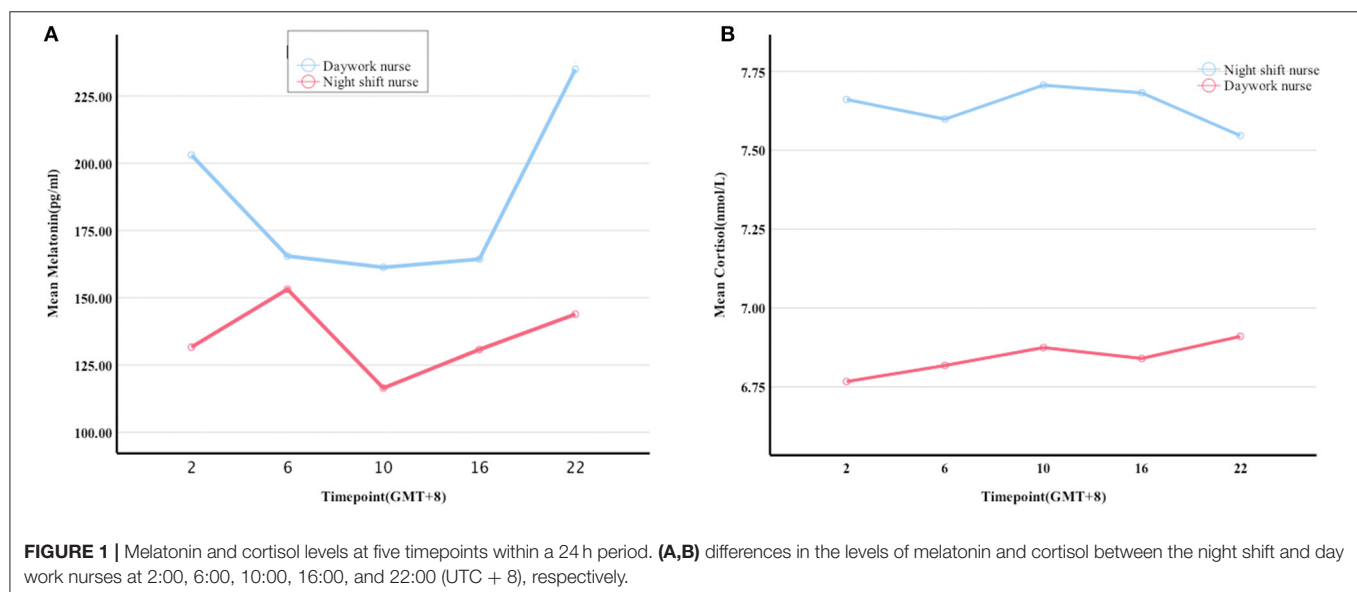 A
Daywork nurse
Night shift nurse
225.00
200.00
175.00
150.00
125.00
100.00
Mean Melatonin(pg/ml)
2 6 10 16 22
Timepoint(GMT+8)
B
Night shift nurse
Daywork nurse
7.75
7.50
7.25
7.00
6.75
Mean Cortisol(nmol/L)
2 6 10 16 22
Timepoint(GMT+8)
FIGURE 1 | Melatonin and cortisol levels at five timepoints within a 24 h period. (A,B) differences in the levels of melatonin and cortisol between the night shift and day
work nurses at 2:00, 6:00, 10:00, 16:00, and 22:00 (UTC + 8), respectively.